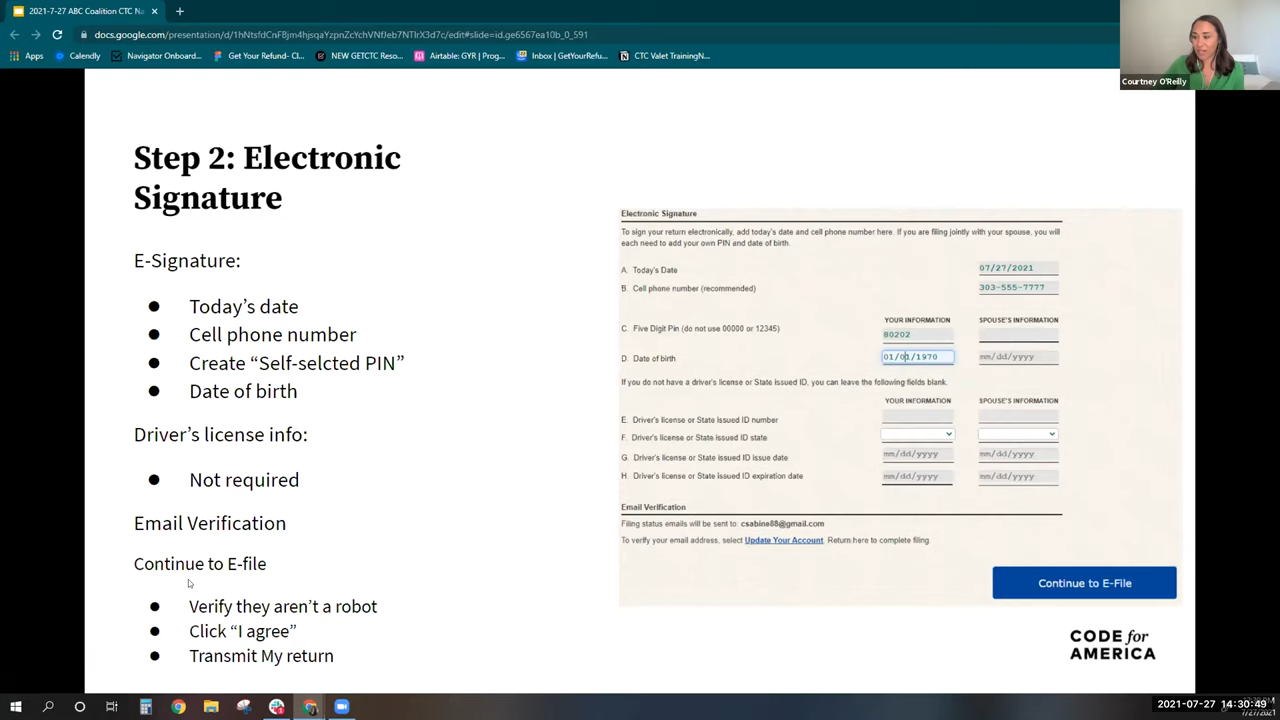 2021-7-27 ABC Coalition CTC Na
docs.google.com/presentation/d/1hNtsfdCnFBjm4hjsqaYzpnZcYchVNfJeb7NTlrX3d7c/edit#slide=id.ge6567ea10b_0_591
Apps Calendly Navigator Onboard... Get Your Refund- Cl... NEW GETCTC Reso... Airtable: GYR | Prog... Inbox | GetYourRefu... CTC Valet TrainingN...
Courtney O'Reilly
Step 2: Electronic
Signature
E-Signature:
● Today's date
● Cell phone number
● Create “Self-selcted PIN”
● Date of birth
Driver's license info:
● Not required
Email Verification
Continue to E-file
● Verify they aren't a robot
● Click “I agree”
● Transmit My return
Electronic Signature
To sign your return electronically, add today's date and cell phone number here. If you are filing jointly with your spouse, you will
each need to add your own PIN and date of birth.
A. Today's Date 07/27/2021
B. Cell phone number (recommended) 303-555-7777
YOUR INFORMATION SPOUSE'S INFORMATION
C. Five Digit Pin (do not use 00000 or 12345) 80202
D. Date of birth 01/01/1970 mm/dd/yyyy
If you do not have a driver's license or State issued ID, you can leave the following fields blank.
YOUR INFORMATION SPOUSE'S INFORMATION
E. Driver's license or State issued ID number
F. Driver's license or State issued ID state
G. Driver's license or State issued ID issue date mm/dd/yyyy mm/dd/yyyy
H. Driver's license or State issued ID expiration date mm/dd/yyyy mm/dd/yyyy
Email Verification
Filing status emails will be sent to: csabine88@gmail.com
To verify your email address, select Update Your Account. Return here to complete filing.
Continue to E-File
CODE for
AMERICA
2021-07-27 14:30:49
7/27/2021